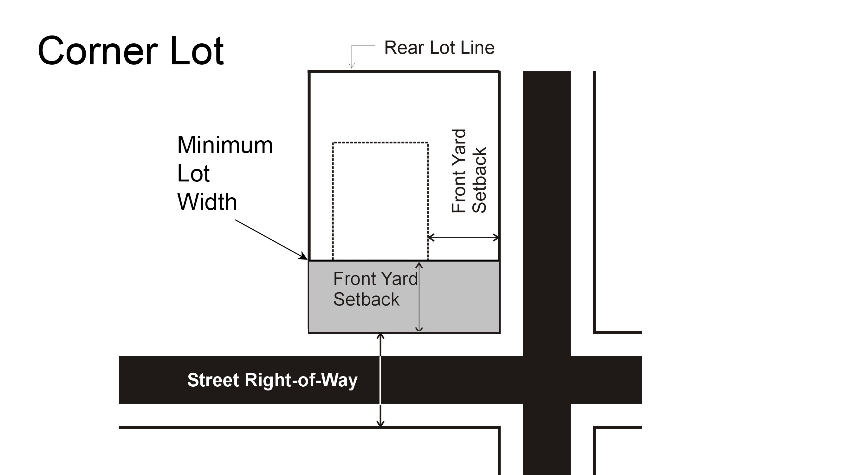 Corner Lot
Rear Lot Line
Minimum
Lot
Width
Front Yard
Setback
Front Yard
Setback
Street Right-of-Way